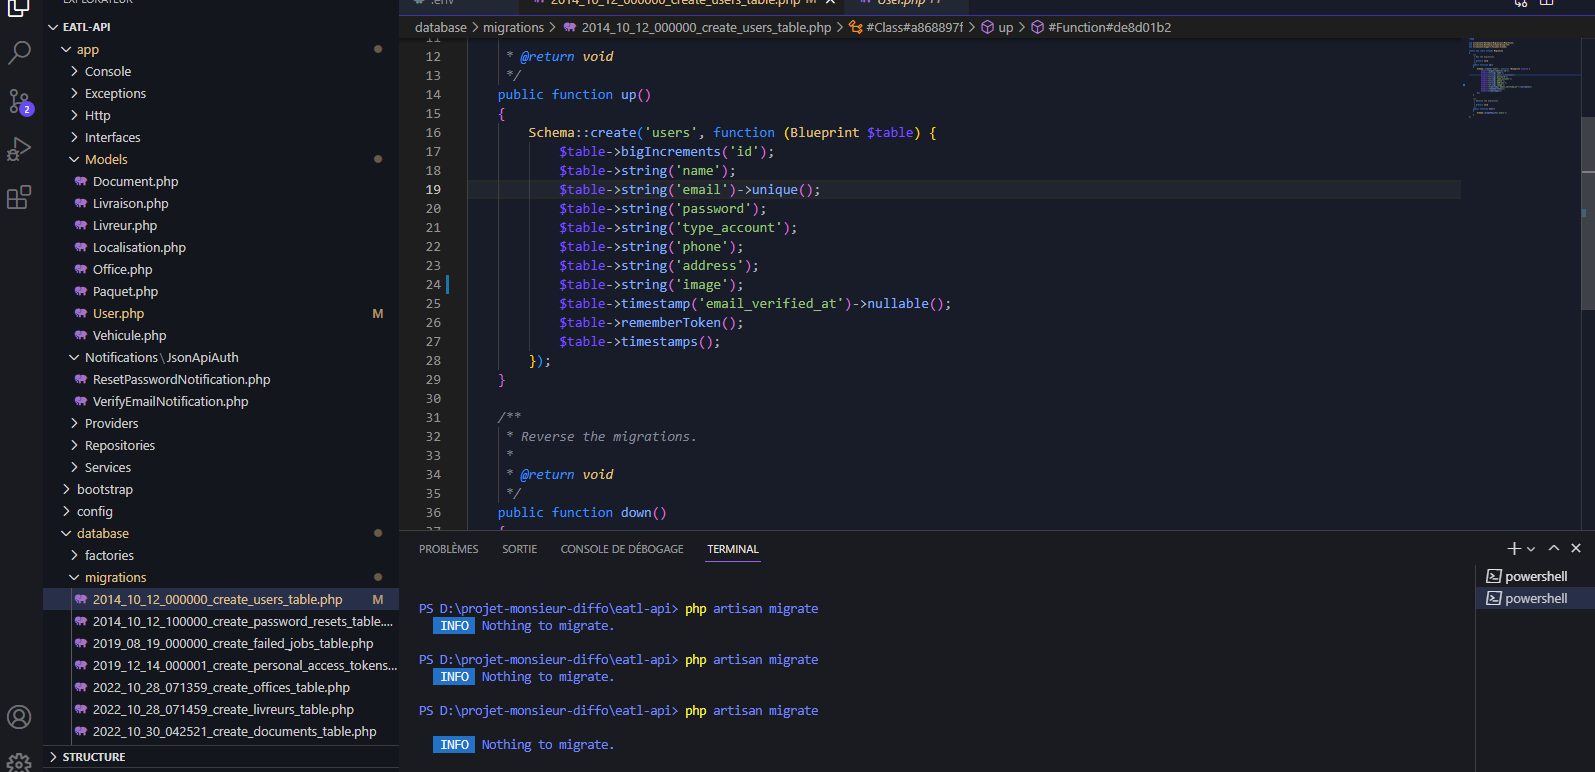 EXPLORATEUR
EATL-API
app
Console
Exceptions
Http
Interfaces
Models
Document.php
Livraison.php
Livreur.php
Localisation.php
Office.php
Paquet.php
User.php M
Vehicule.php
Notifications\JsonApiAuth
ResetPasswordNotification.php
VerifyEmailNotification.php
Providers
Repositories
Services
bootstrap
config
database
factories
migrations
2014_10_12_000000_create_users_table.php M
2014_10_12_100000_create_password_resets_table....
2019_08_19_000000_create_failed_jobs_table.php
2019_12_14_000001_create_personal_access_tokens...
2022_10_28_071359_create_offices_table.php
2022_10_28_071459_create_livreurs_table.php
2022_10_30_042521_create_documents_table.php
STRUCTURE
2
.env
2014_10_12_000000_create_users_table.php M
User.php
database > migrations > 2014_10_12_000000_create_users_table.php > #Class#a868897f > up > #Function#de8d01b2
11
12 * @return void
13 */
14 public function up()
15 {
16 Schema::create('users', function (Blueprint $table) {
17 $table->bigIncrements('id');
18 $table->string('name');
19 $table->string('email')->unique();
20 $table->string('password');
21 $table->string('type_account');
22 $table->string('phone');
23 $table->string('address');
24 $table->string('image');
25 $table->timestamp('email_verified_at')->nullable();
26 $table->rememberToken();
27 $table->timestamps();
28 });
29 }
30
31 /**
32 * Reverse the migrations.
33 *
34 * @return void
35 */
36 public function down()
37 {
PROBLÈMES SORTIE CONSOLE DE DÉBOGAGE TERMINAL
PS D:\projet-monsieur-diffo\eatl-api> php artisan migrate
INFO Nothing to migrate.
PS D:\projet-monsieur-diffo\eatl-api> php artisan migrate
INFO Nothing to migrate.
PS D:\projet-monsieur-diffo\eatl-api> php artisan migrate
INFO Nothing to migrate.
powershell
powershell